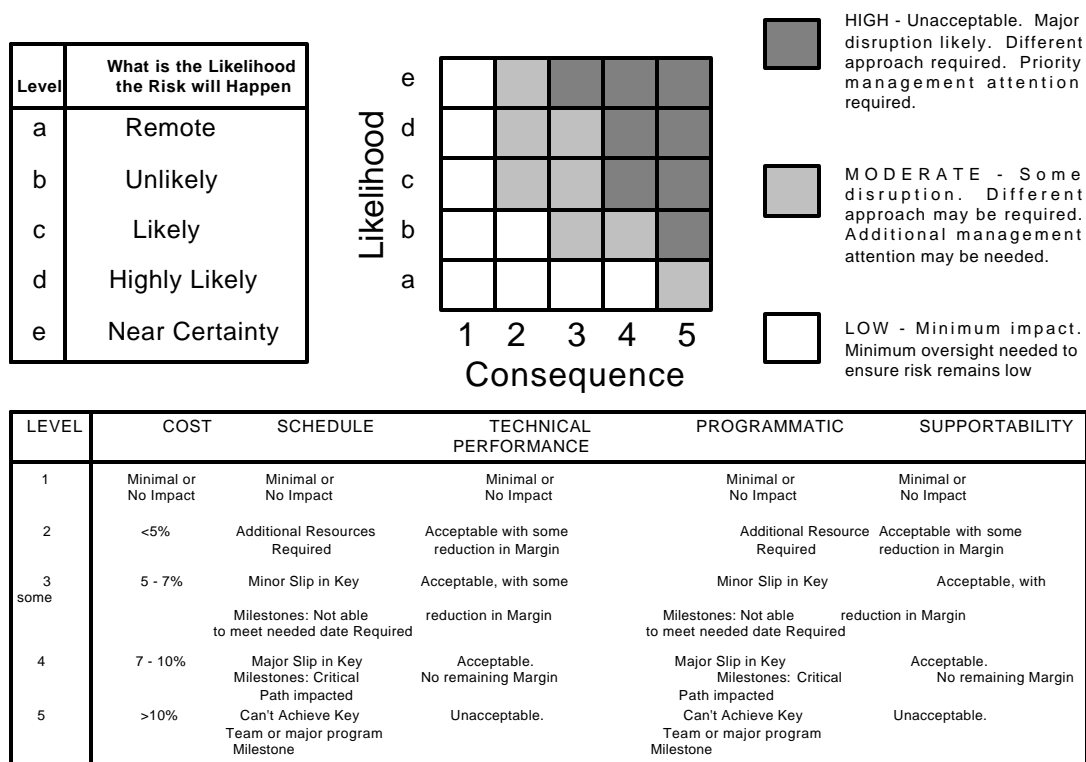 Level
What is the Likelihood
the Risk will Happen
a Remote
b Unlikely
c Likely
d Highly Likely
e Near Certainty
Likelihood
e
d
c
b
a
1 2 3 4 5
Consequence
HIGH - Unacceptable. Major
disruption likely. Different
approach required. Priority
management attention
required.
MODERATE - Some
disruption. Different
approach may be required.
Additional management
attention may be needed.
LOW - Minimum impact.
Minimum oversight needed to
ensure risk remains low
LEVEL COST SCHEDULE TECHNICAL PROGRAMMATIC SUPPORTABILITY
PERFORMANCE
1 Minimal or Minimal or Minimal or Minimal or Minimal or
No Impact No Impact No Impact No Impact No Impact
2 <5% Additional Resources Acceptable with some Additional Resource Acceptable with some
Required reduction in Margin Required reduction in Margin
3 5 - 7% Minor Slip in Key Acceptable, with some Minor Slip in Key Acceptable, with
some
Milestones: Not able reduction in Margin Milestones: Not able reduction in Margin
to meet needed date Required to meet needed date Required
4 7 - 10% Major Slip in Key Acceptable. Major Slip in Key Acceptable.
Milestones: Critical No remaining Margin Milestones: Critical No remaining Margin
Path impacted Path impacted
5 >10% Can't Achieve Key Unacceptable. Can't Achieve Key Unacceptable.
Team or major program Team or major program
Milestone Milestone